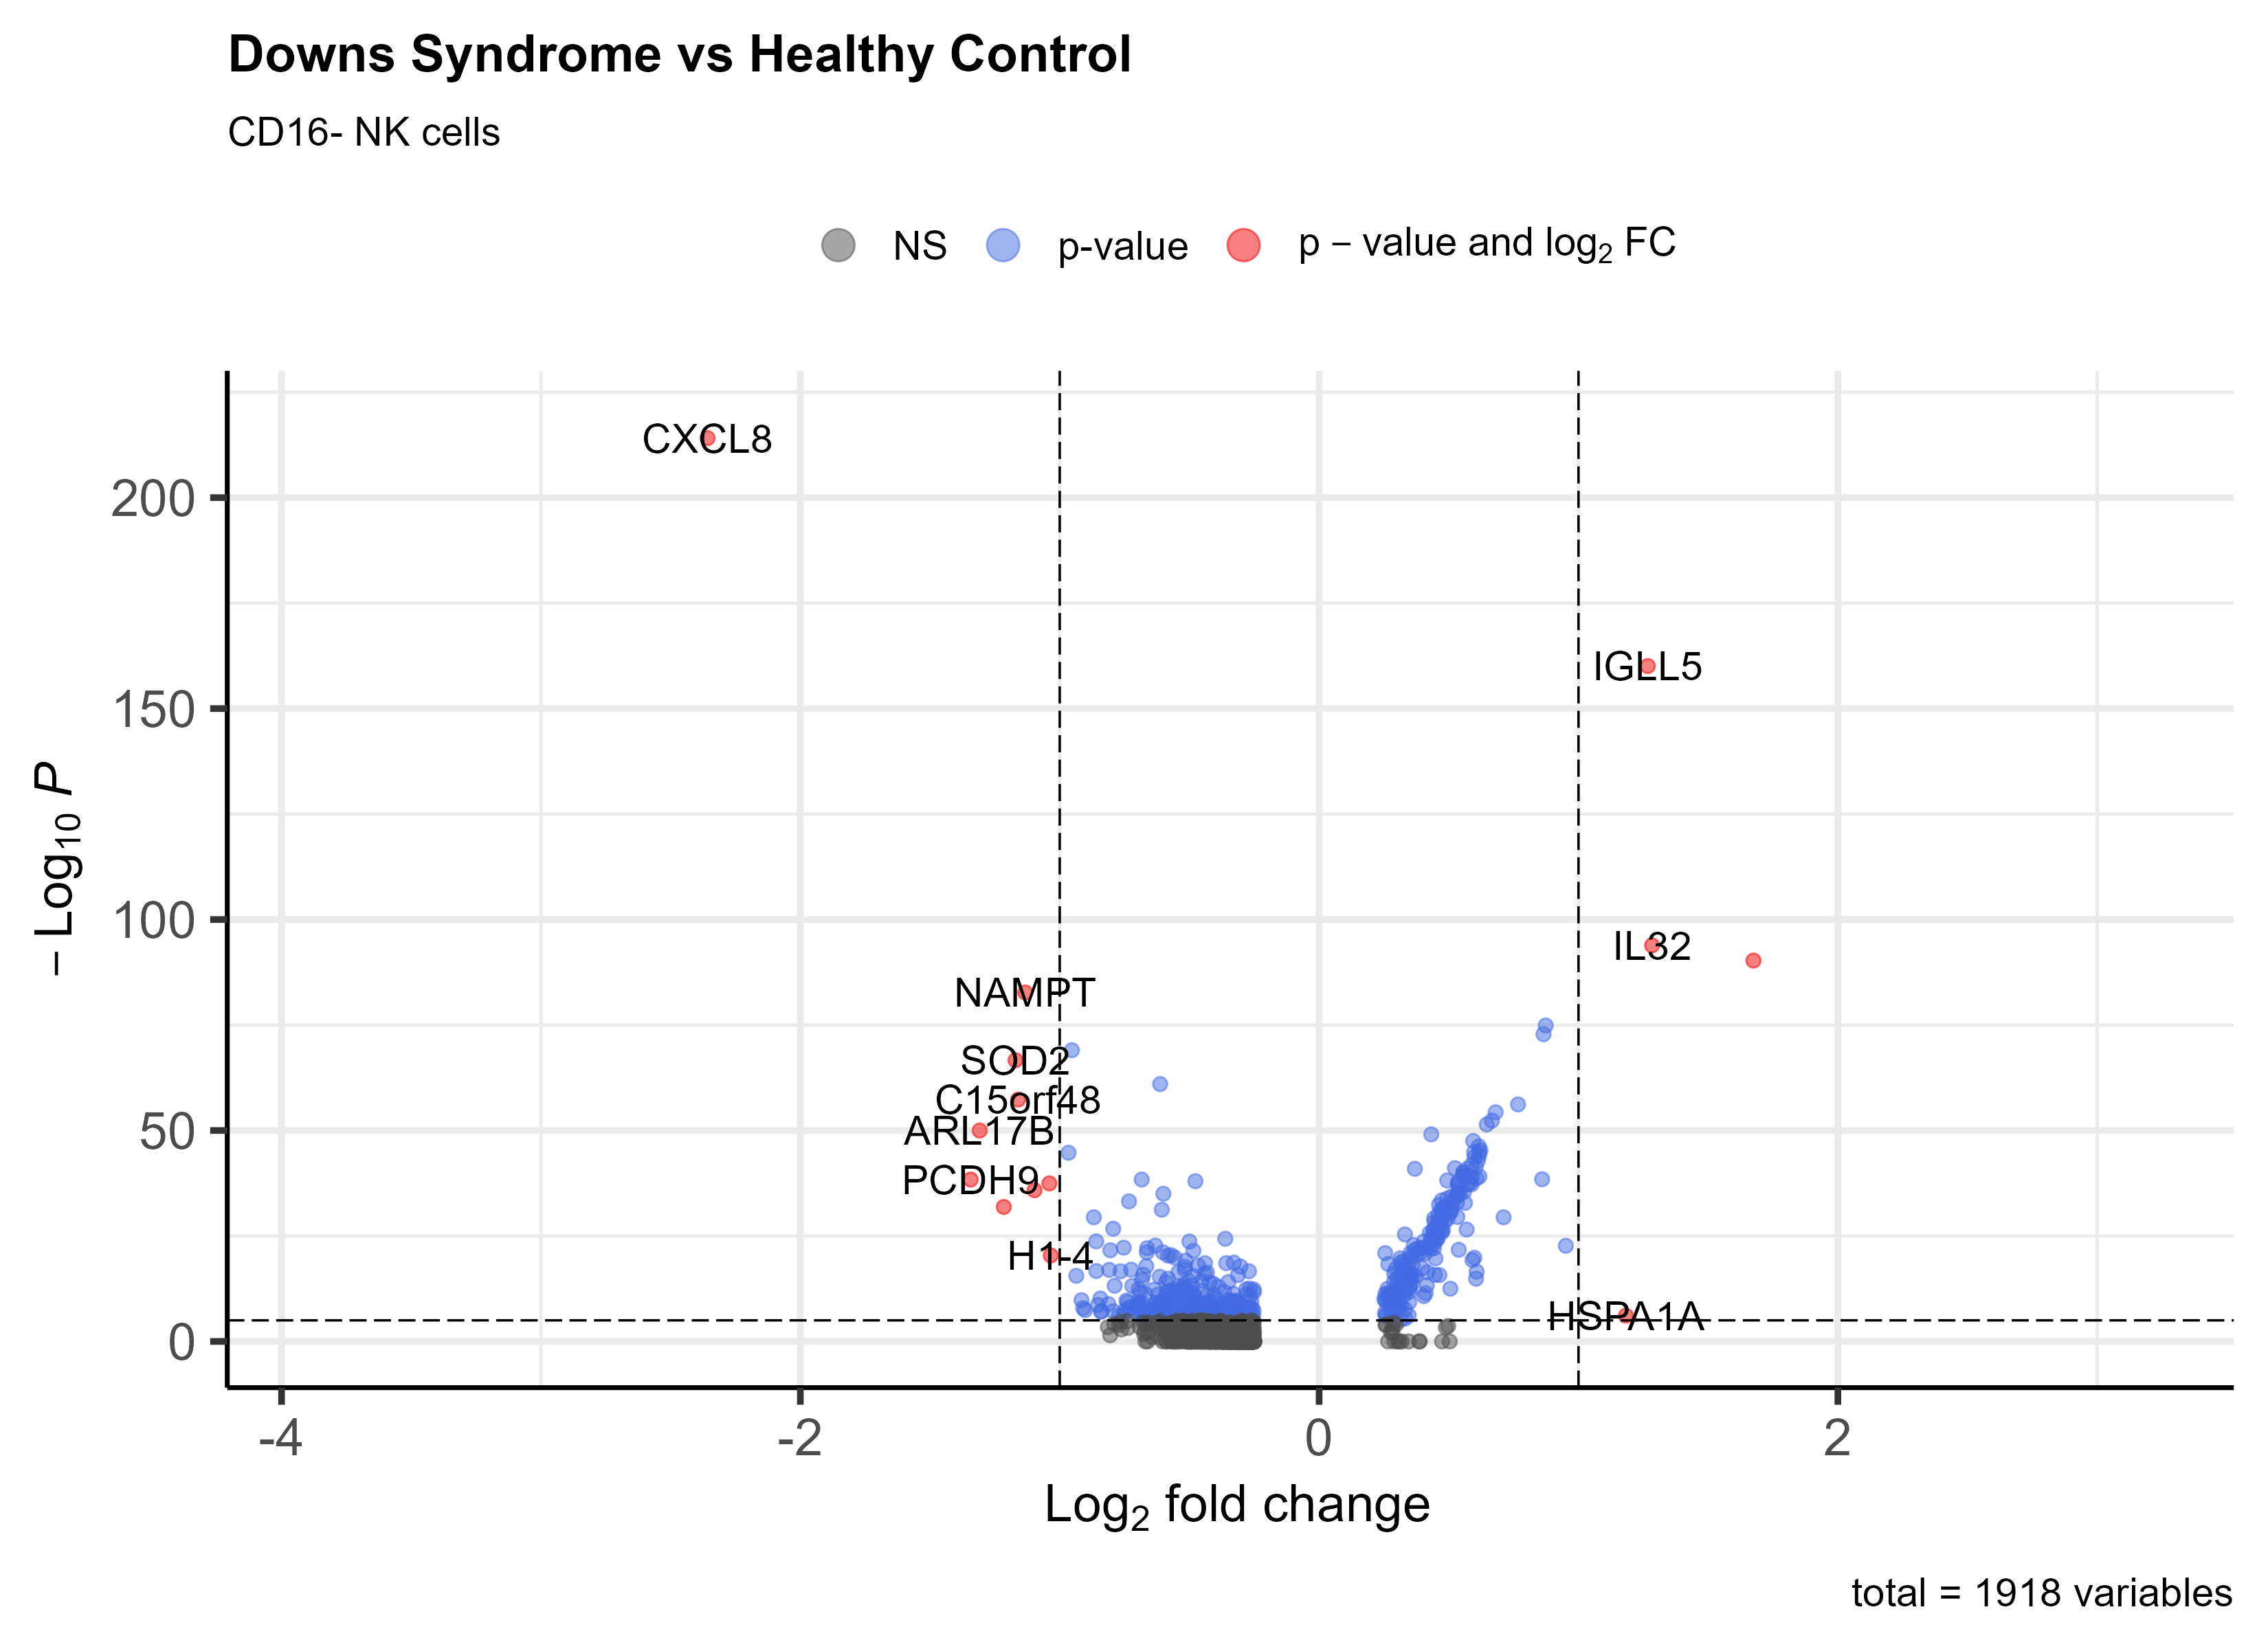 Downs Syndrome vs Healthy Control
CD16- NK cells
NS p-value p − value and log₂ FC
CXCL8
200
IGLL5
150
− Log₁₀ P
100
IL32
NAMPT
SOD2
C15orf48
50
ARL17B
PCDH9
H1-4
HSPA1A
0
-4 -2 0 2
Log₂ fold change
total = 1918 variables